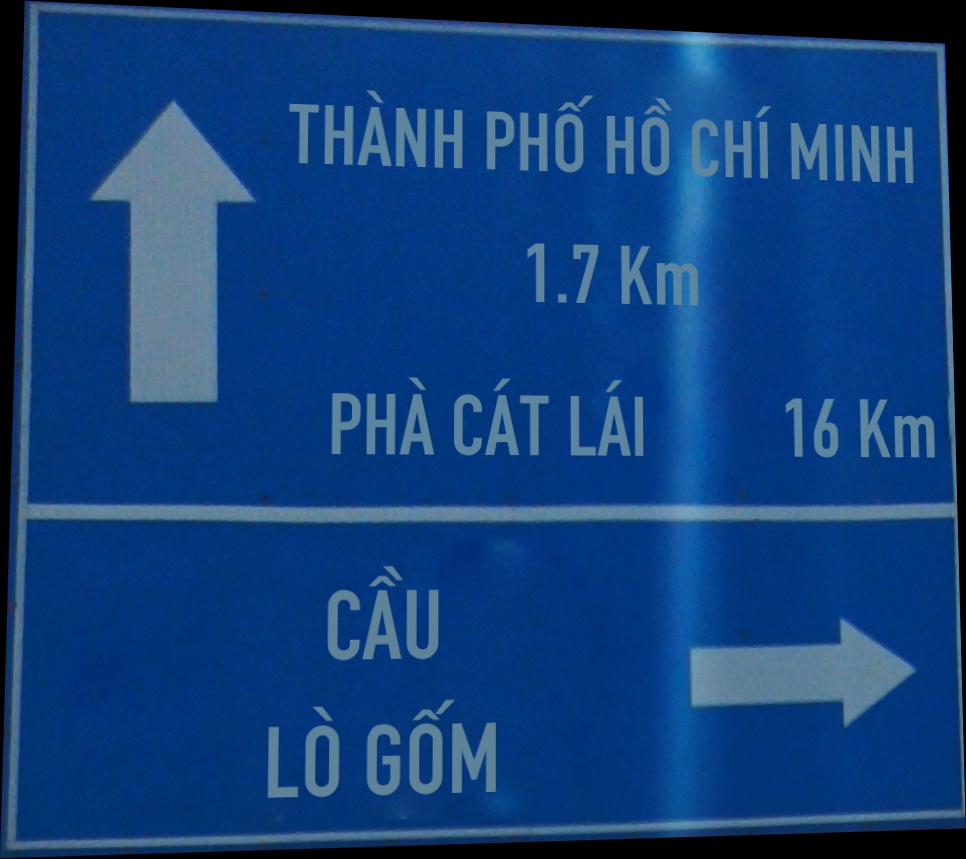 THÀNH PHỐ HỒ CHÍ MINH
1.7 Km
PHÀ CÁT LÁI 16 Km
CẦU
LÒ GỐM